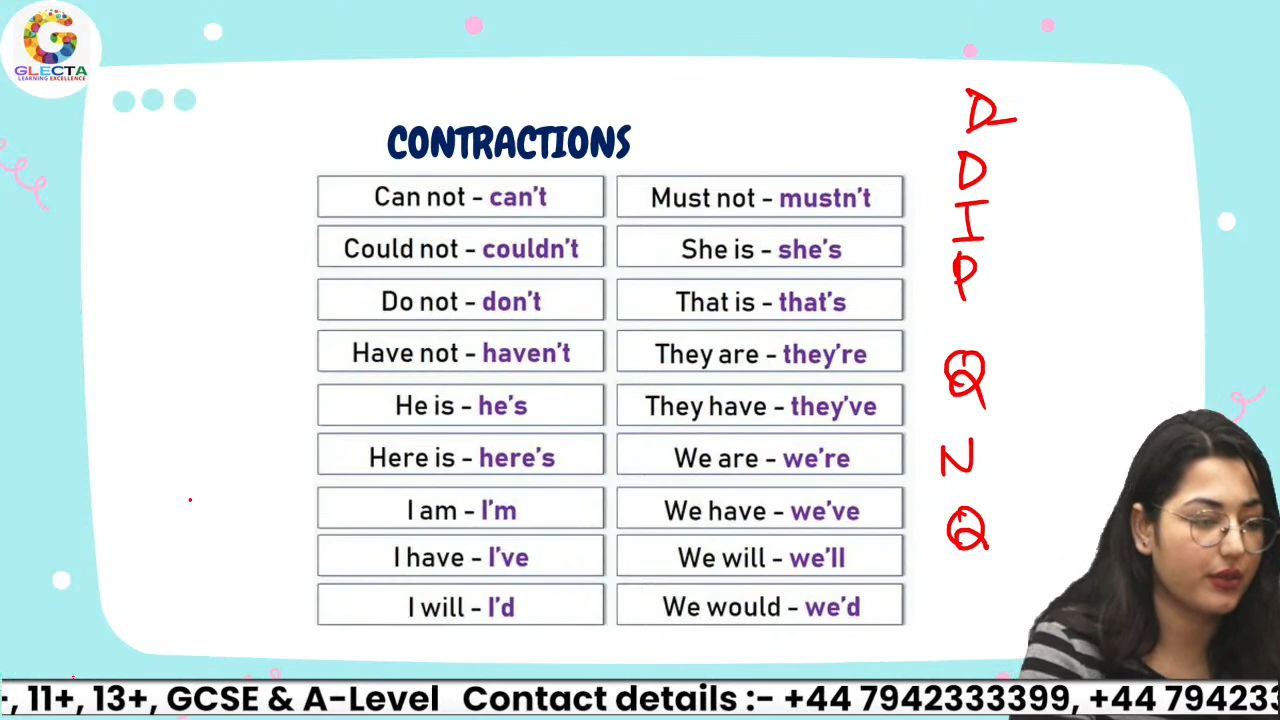 GLECTA
LEARNING EXCELLENCE
CONTRACTIONS
Can not - can't
Must not - mustn't
Could not - couldn't
She is - she's
Do not - don't
That is - that's
Have not - haven't
They are - they're
He is - he's
They have - they've
Here is - here's
We are - we're
I am - I'm
We have - we've
I have - I've
We will - we'll
I will - I'd
We would - we'd
D
D
I
P
Q
N
Q
, 11+, 13+, GCSE & A-Level Contact details :- +44 7942333399, +44 79423